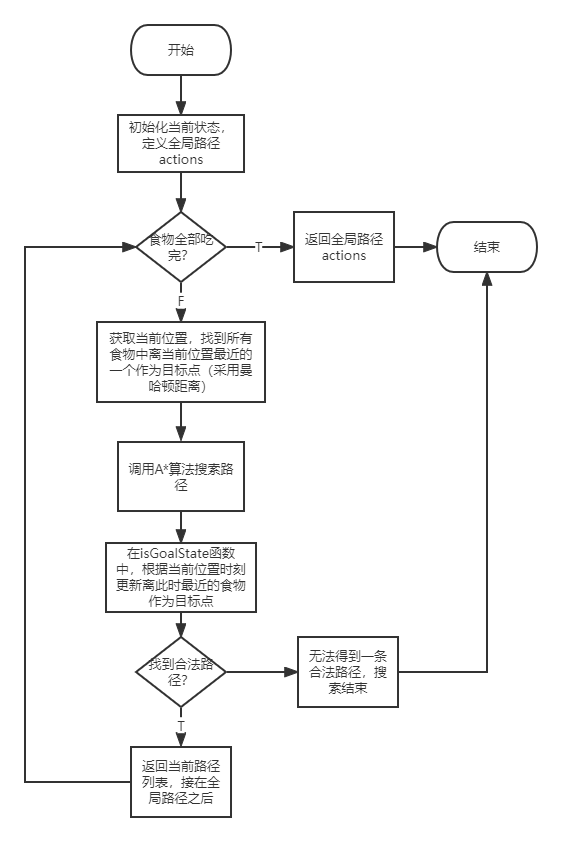 开始
初始化当前状态，
定义全局路径
actions
食物全部吃
完？
T
返回全局路径
actions
结束
F
获取当前位置，找到所有
食物中离当前位置最近的
一个作为目标点（采用曼
哈顿距离）
调用A*算法搜索路
径
在isGoalState函数
中，根据当前位置时刻
更新离此时最近的食物
作为目标点
找到合法路
径？
无法得到一条
合法路径，搜
索结束
T
返回当前路径
列表，接在全
局路径之后